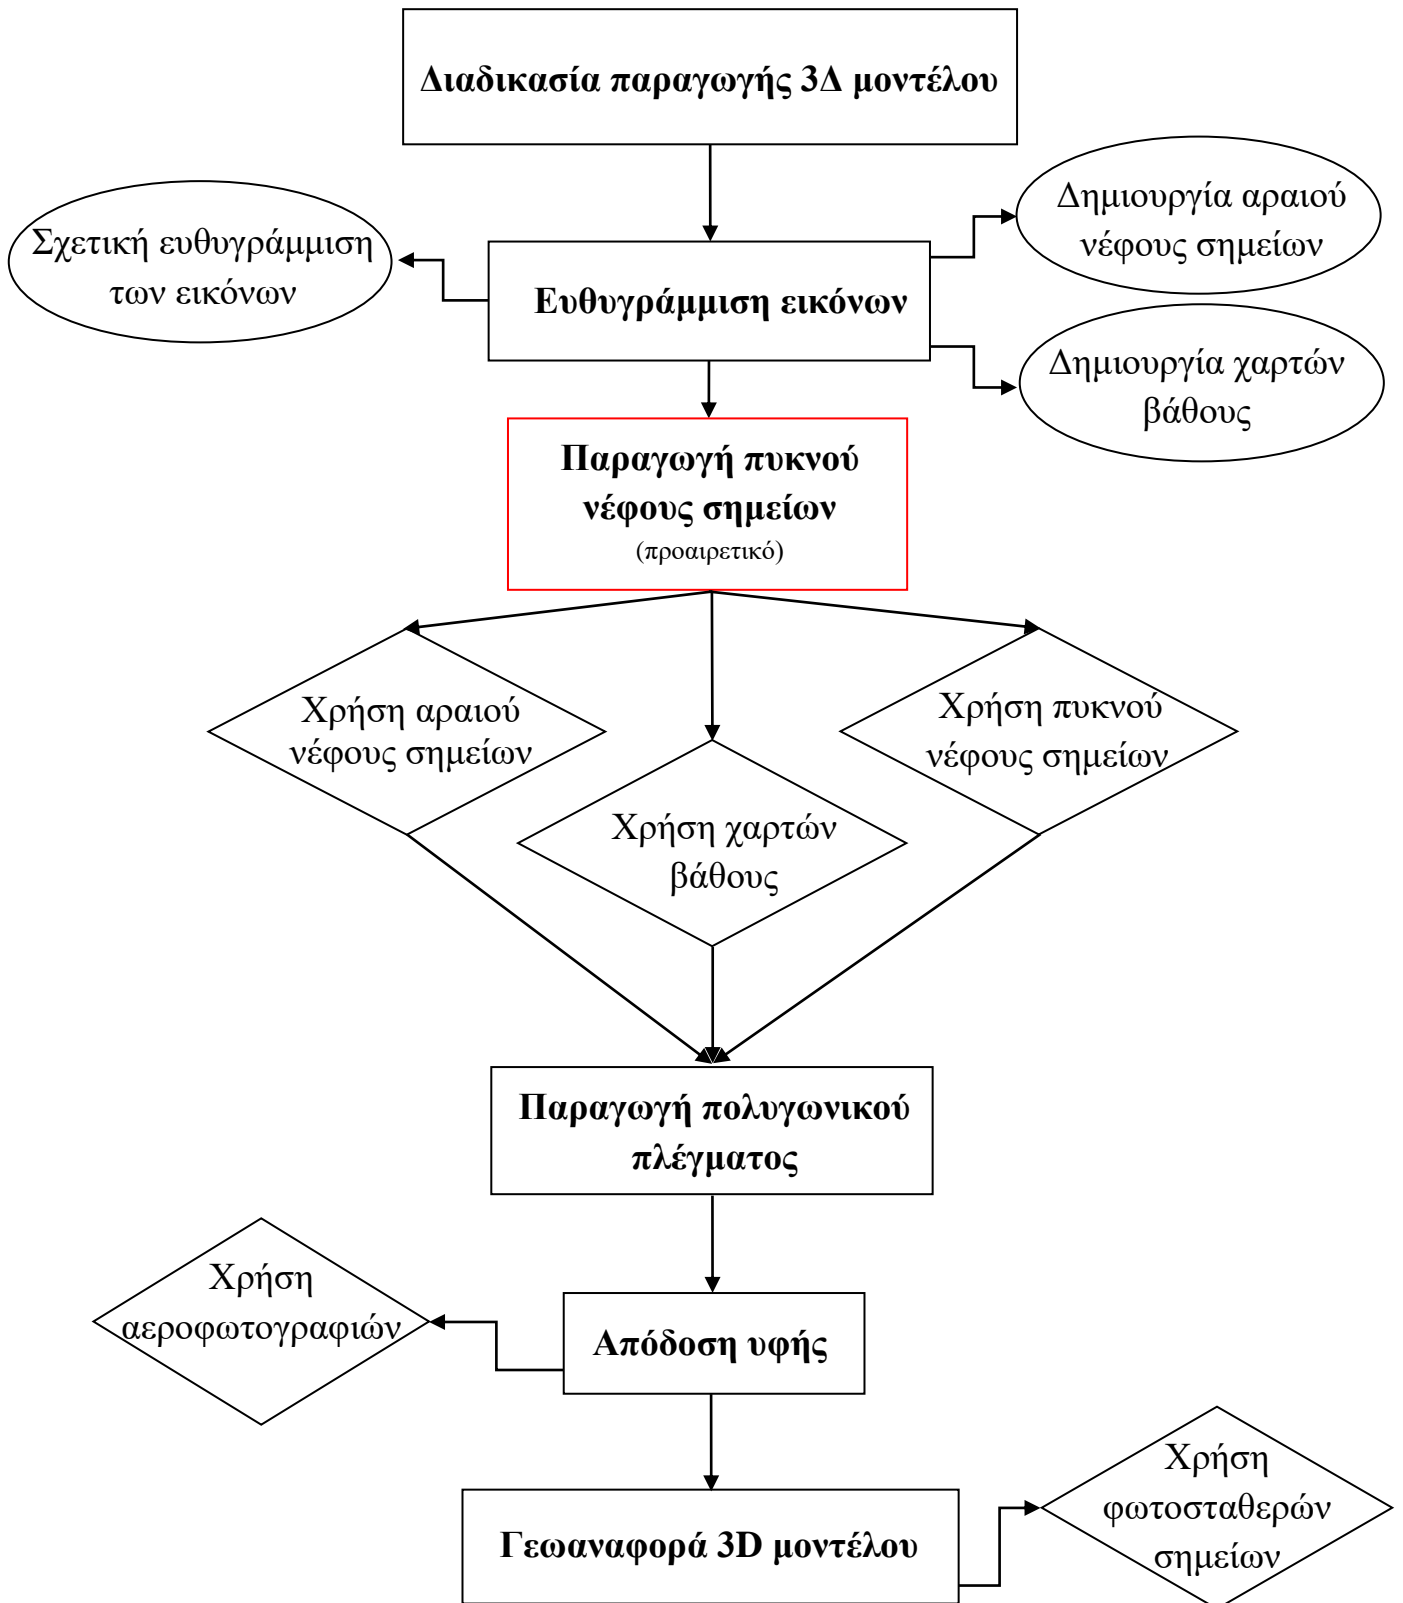 Διαδικασία παραγωγής 3Δ μοντέλου
Σχετική ευθυγράμμιση
των εικόνων
Ευθυγράμμιση εικόνων
Δημιουργία αραιού
νέφους σημείων
Δημιουργία χαρτών
βάθους
Παραγωγή πυκνού
νέφους σημείων
(προαιρετικό)
Χρήση αραιού
νέφους σημείων
Χρήση χαρτών
βάθους
Χρήση πυκνού
νέφους σημείων
Παραγωγή πολυγωνικού
πλέγματος
Χρήση
αεροφωτογραφιών
Απόδοση υφής
Γεωαναφορά 3D μοντέλου
Χρήση
φωτοσταθερών
σημείων